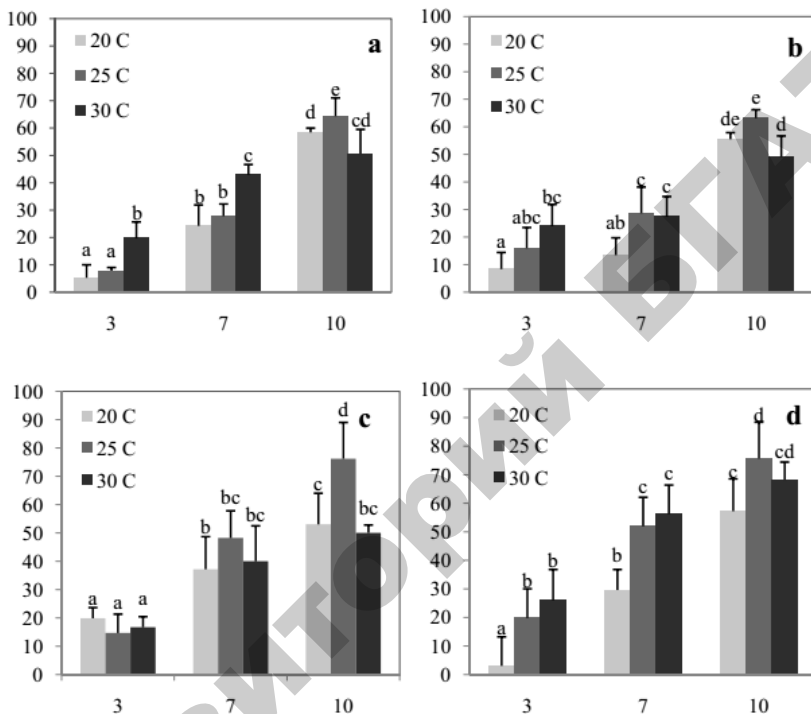 100
90
80
70
60
50
40
30
20
10
0
20 C
25 C
30 C
a
a a b
b b c
d e cd
3 7 10
100
90
80
70
60
50
40
30
20
10
0
20 C
25 C
30 C
b
a abc bc
ab c c
de e d
3 7 10
100
90
80
70
60
50
40
30
20
10
0
20 C
25 C
30 C
c
a a a
b bc bc
c d bc
3 7 10
100
90
80
70
60
50
40
30
20
10
0
20 C
25 C
30 C
d
a b b
b c c
c d cd
3 7 10